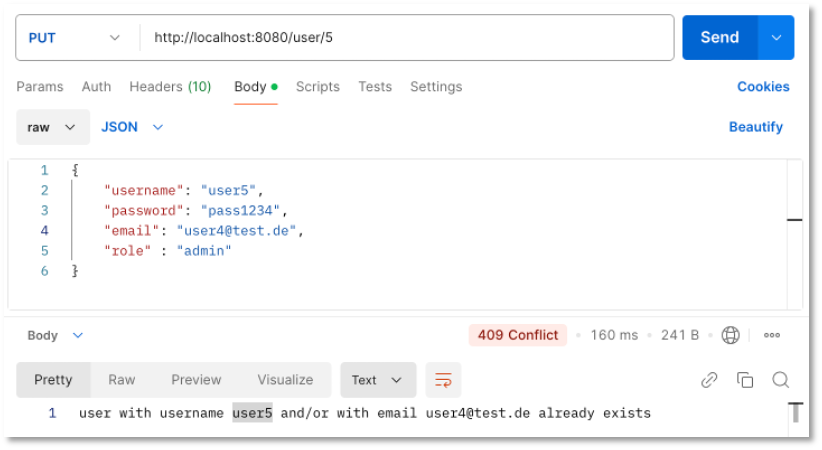 PUT http://localhost:8080/user/5 Send
Params Auth Headers (10) Body Scripts Tests Settings Cookies
raw JSON Beautify
1 {
2 "username": "user5",
3 "password": "pass1234",
4 "email": "user4@test.de",
5 "role" : "admin"
6 }
Body 409 Conflict 160 ms 241 B
Pretty Raw Preview Visualize Text
1 user with username user5 and/or with email user4@test.de already exists